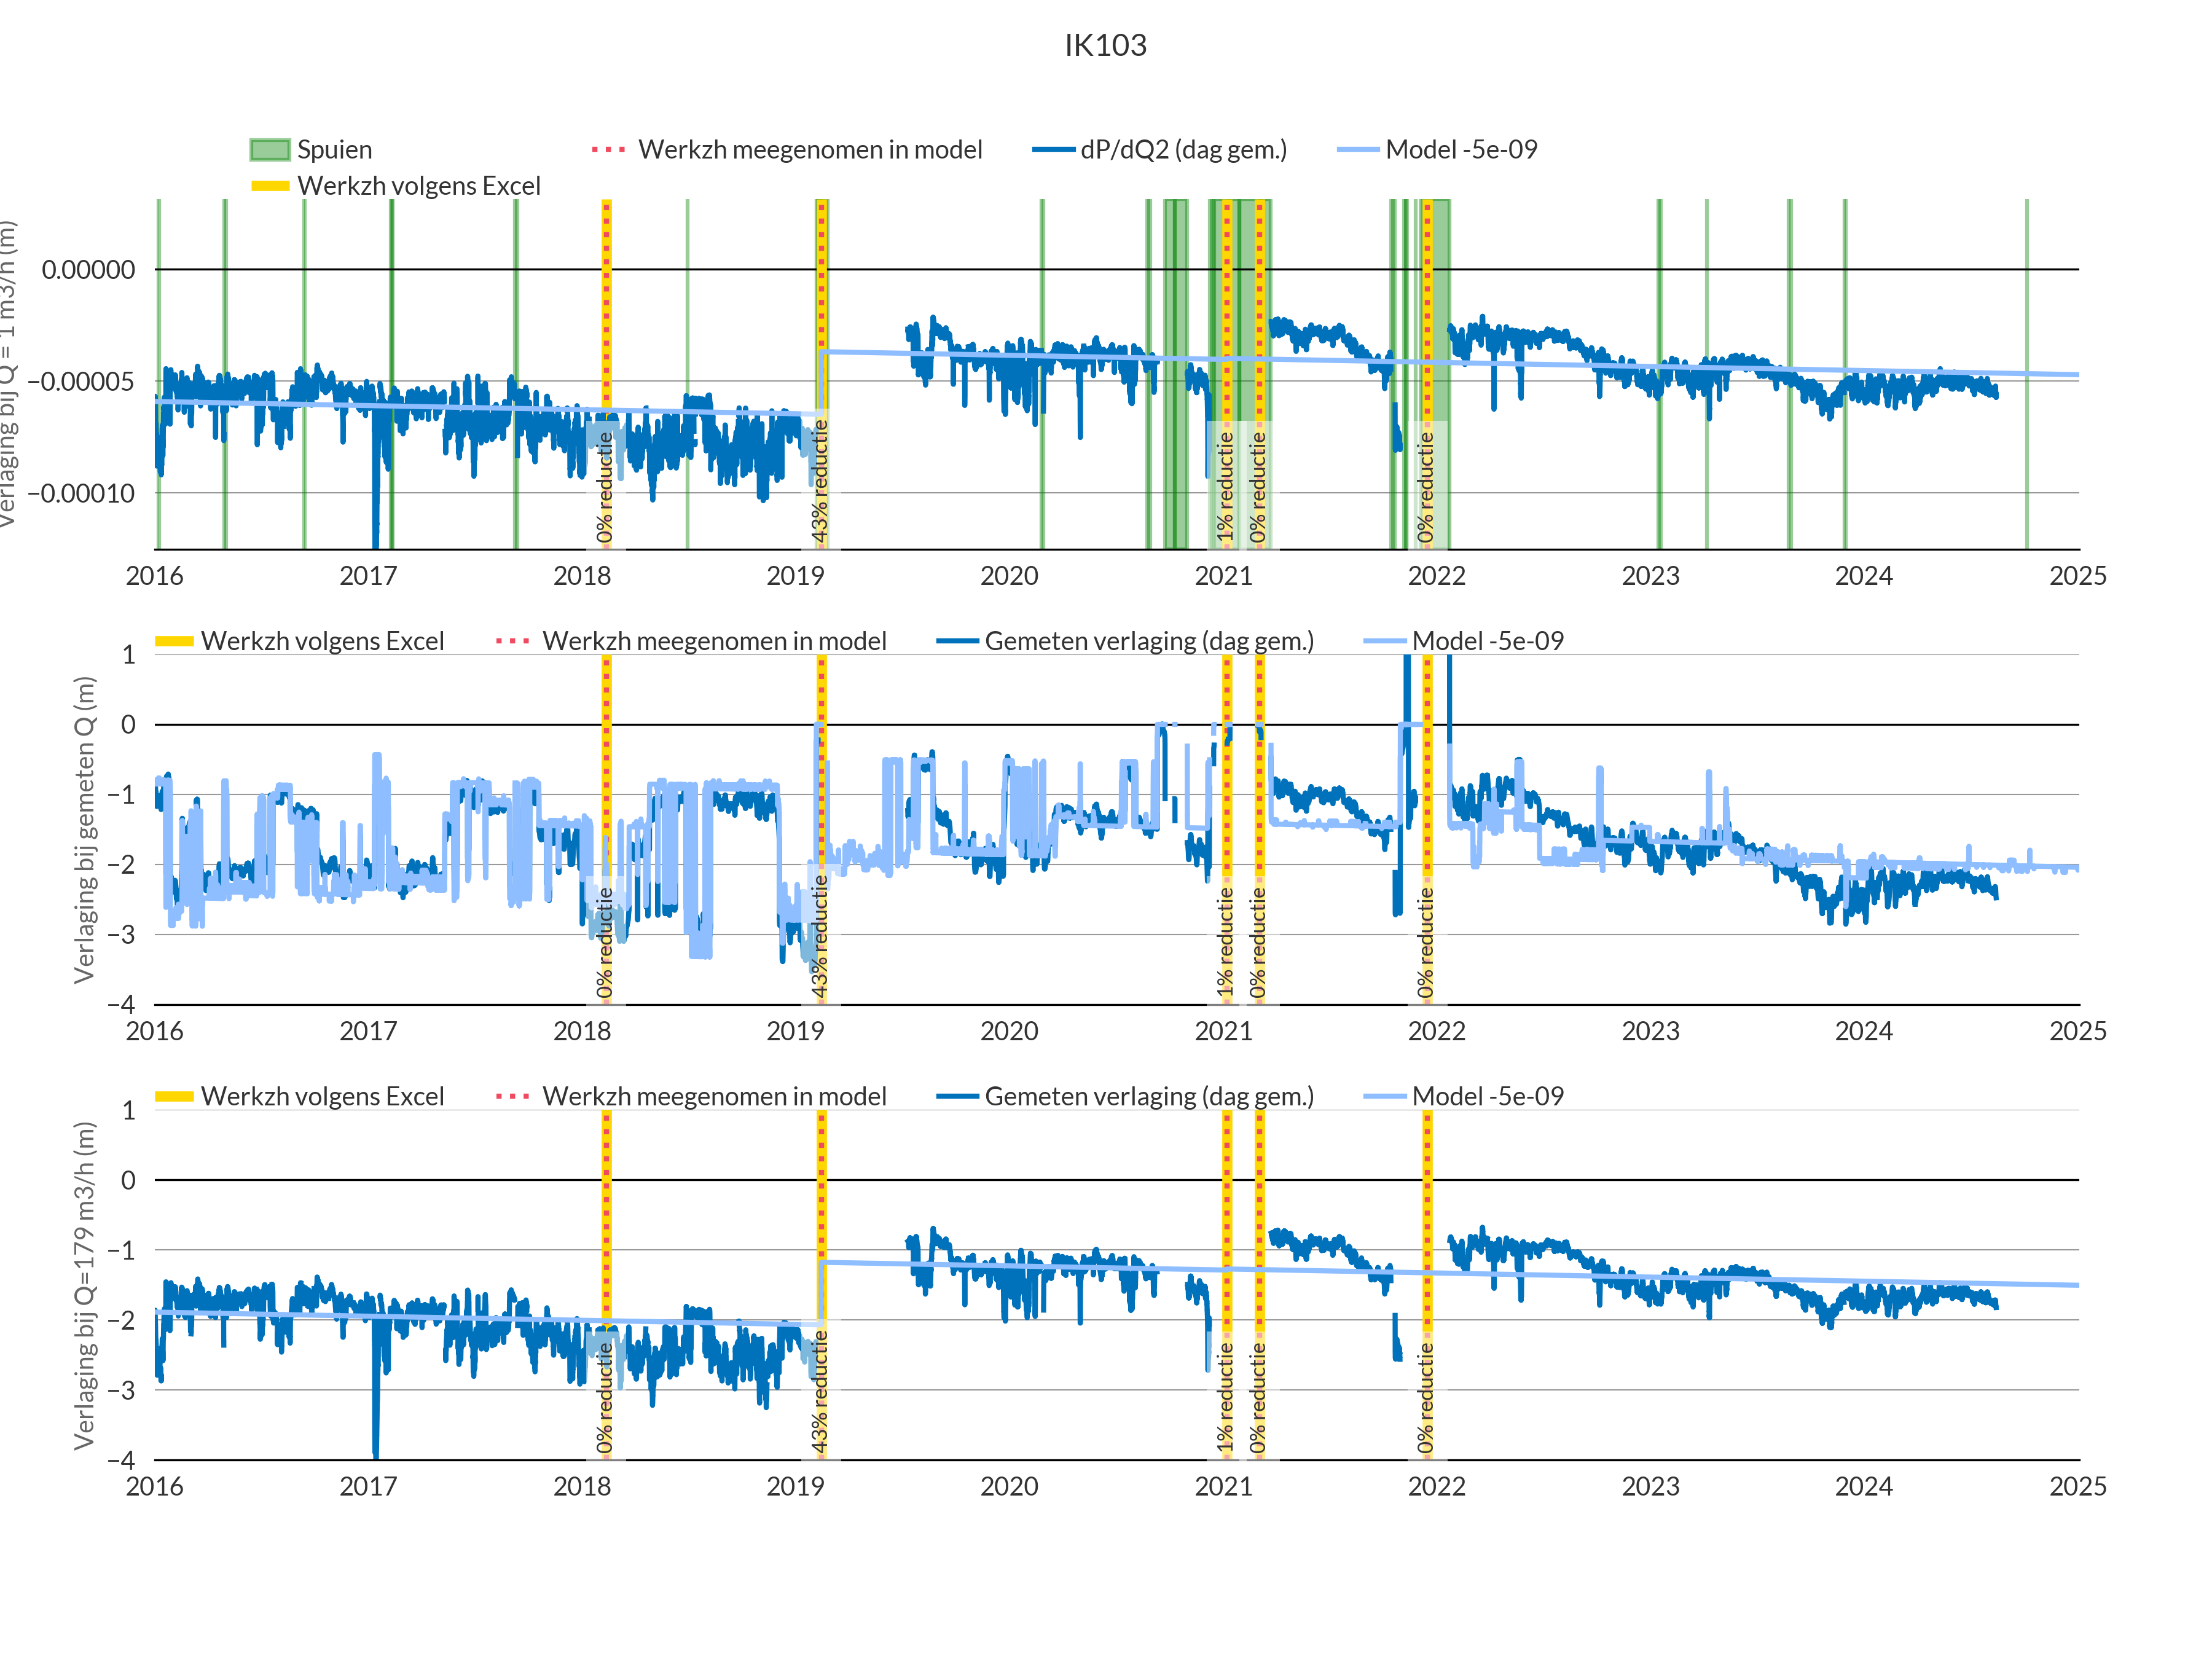 IK103
Spuien
Werkzh meegenomen in model
dP/dQ2 (dag gem.)
Model -5e-09
Werkzh volgens Excel
Verlaging bij Q = 1 m3/h (m)
0.00000
−0.00005
−0.00010
0% reductie
43% reductie
1% reductie
0% reductie
0% reductie
2016 2017 2018 2019 2020 2021 2022 2023 2024 2025
Werkzh volgens Excel
Werkzh meegenomen in model
Gemeten verlaging (dag gem.)
Model -5e-09
Verlaging bij gemeten Q (m)
1
0
−1
−2
−3
−4
0% reductie
43% reductie
1% reductie
0% reductie
0% reductie
2016 2017 2018 2019 2020 2021 2022 2023 2024 2025
Werkzh volgens Excel
Werkzh meegenomen in model
Gemeten verlaging (dag gem.)
Model -5e-09
Verlaging bij Q=179 m3/h (m)
1
0
−1
−2
−3
−4
0% reductie
43% reductie
1% reductie
0% reductie
0% reductie
2016 2017 2018 2019 2020 2021 2022 2023 2024 2025